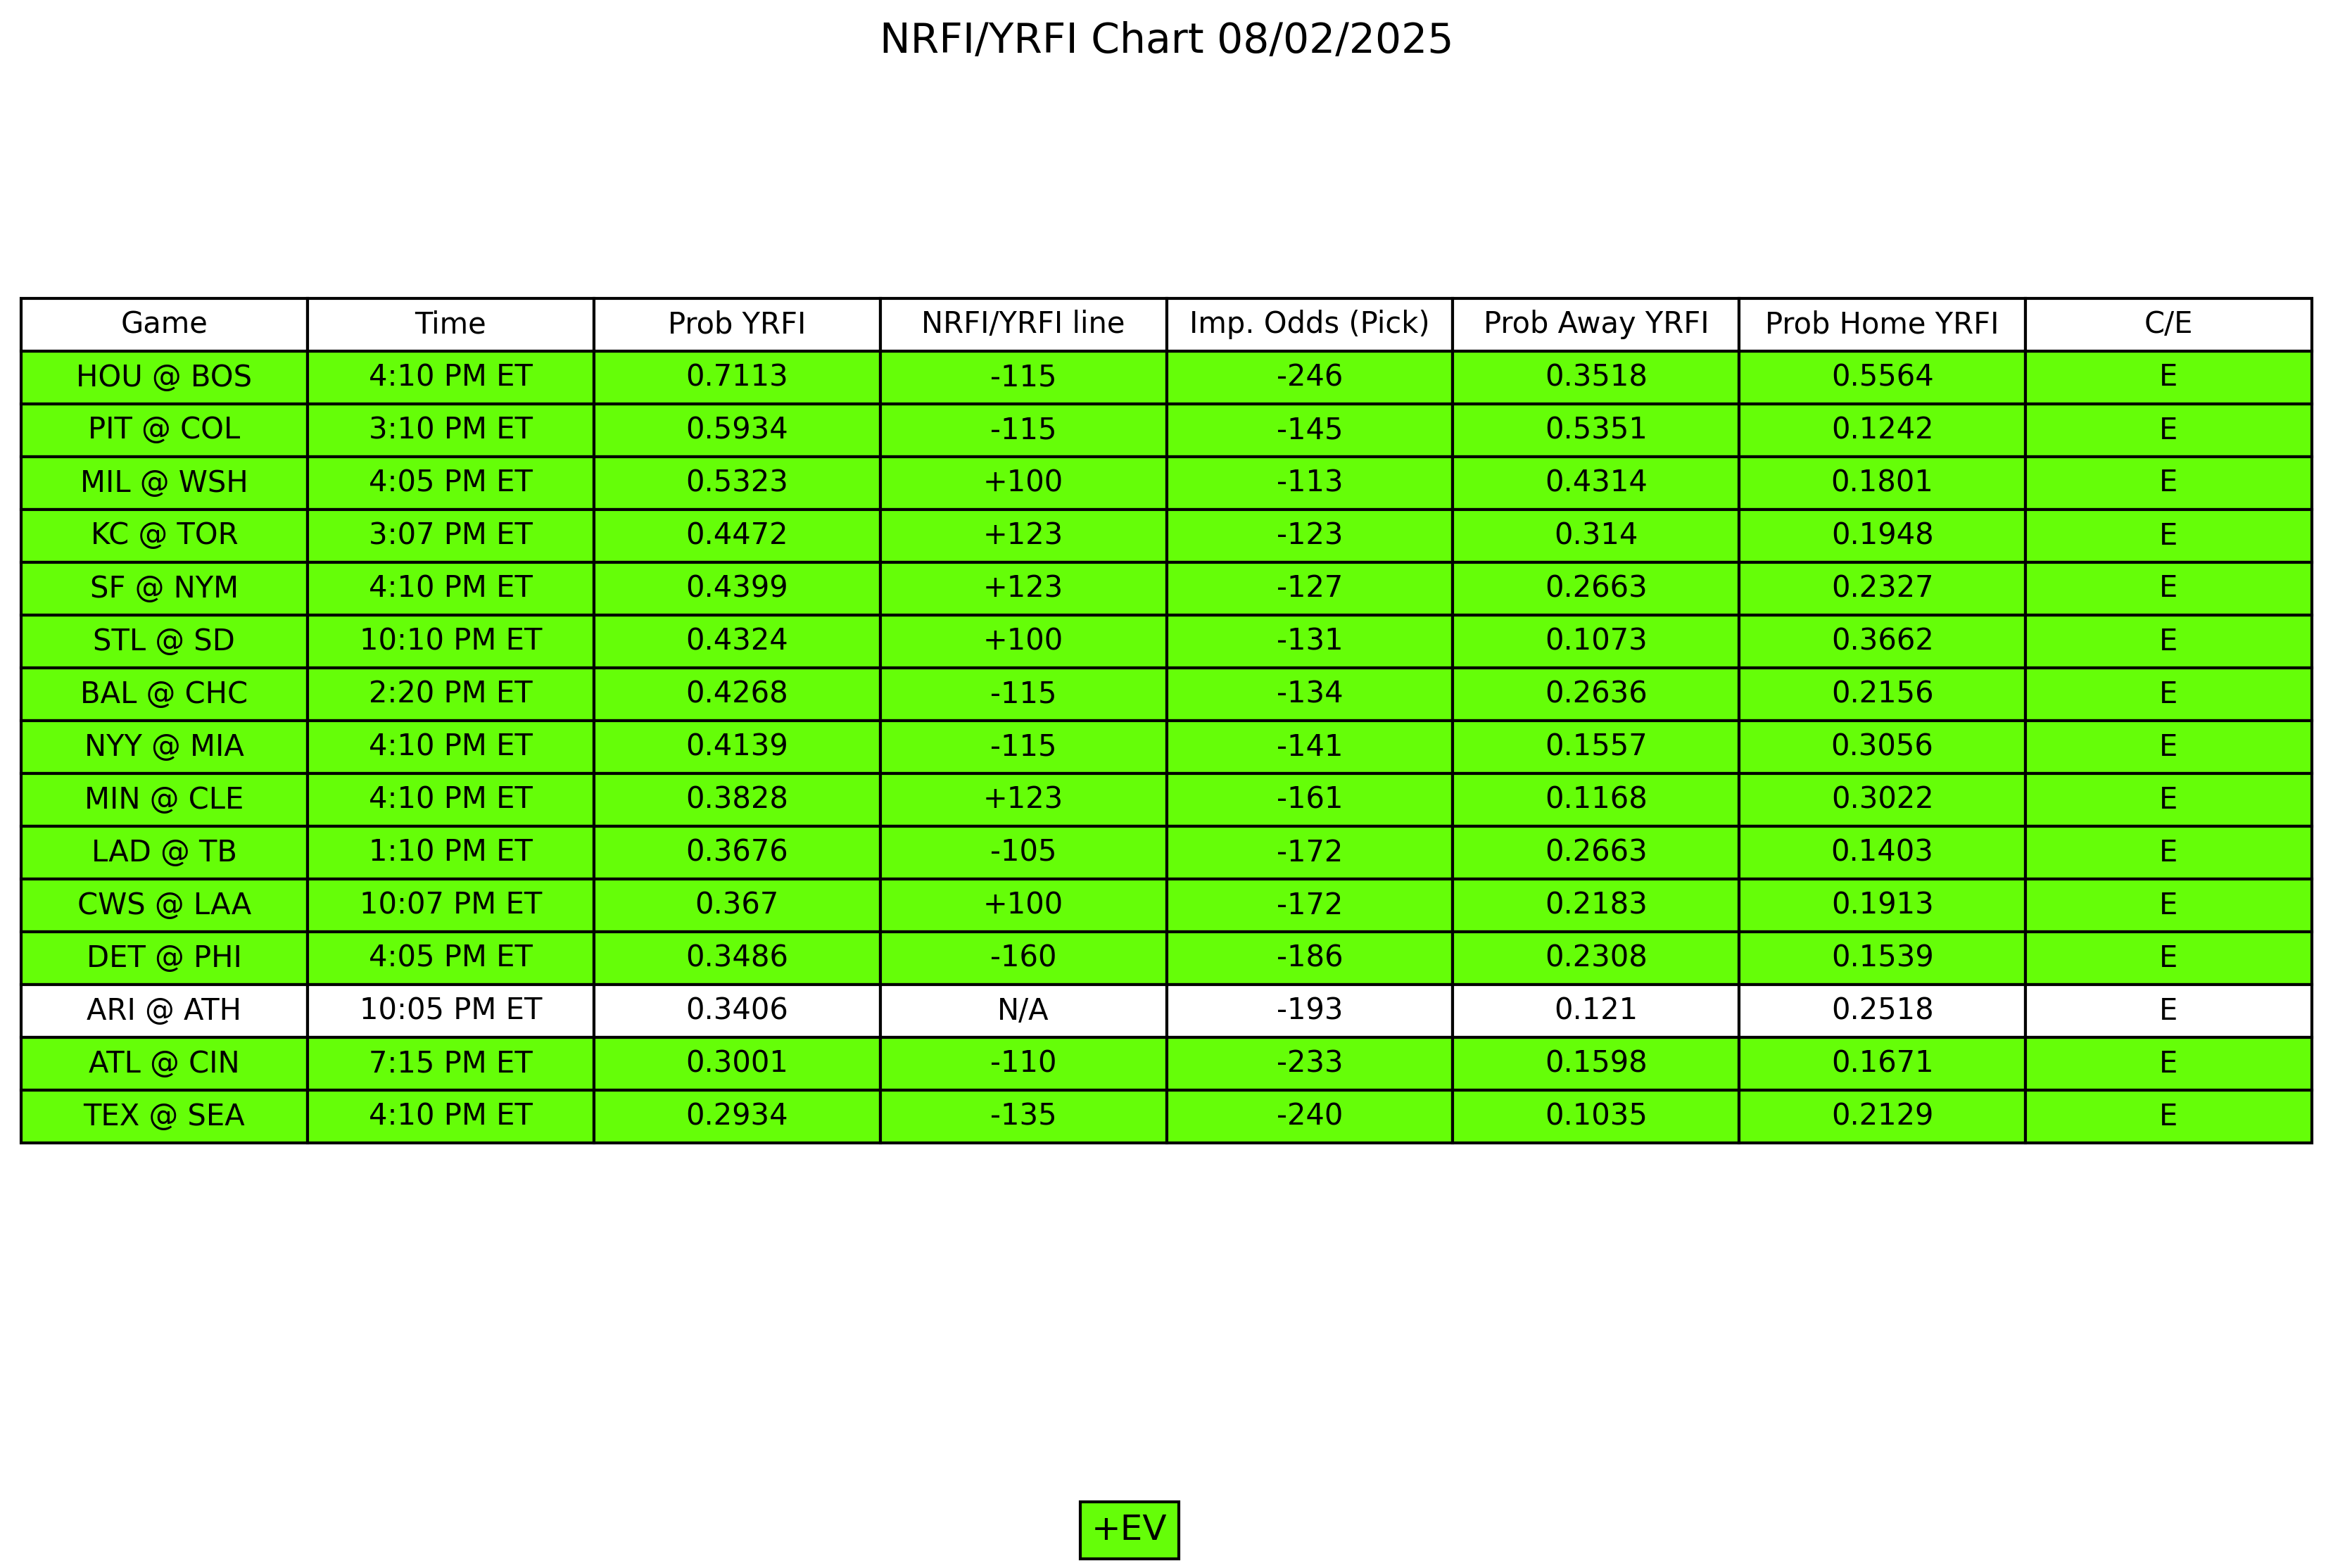 NRFI/YRFI Chart 08/02/2025
Game Time Prob YRFI NRFI/YRFI line Imp. Odds (Pick) Prob Away YRFI Prob Home YRFI C/E
HOU @ BOS 4:10 PM ET 0.7113 -115 -246 0.3518 0.5564 E
PIT @ COL 3:10 PM ET 0.5934 -115 -145 0.5351 0.1242 E
MIL @ WSH 4:05 PM ET 0.5323 +100 -113 0.4314 0.1801 E
KC @ TOR 3:07 PM ET 0.4472 +123 -123 0.314 0.1948 E
SF @ NYM 4:10 PM ET 0.4399 +123 -127 0.2663 0.2327 E
STL @ SD 10:10 PM ET 0.4324 +100 -131 0.1073 0.3662 E
BAL @ CHC 2:20 PM ET 0.4268 -115 -134 0.2636 0.2156 E
NYY @ MIA 4:10 PM ET 0.4139 -115 -141 0.1557 0.3056 E
MIN @ CLE 4:10 PM ET 0.3828 +123 -161 0.1168 0.3022 E
LAD @ TB 1:10 PM ET 0.3676 -105 -172 0.2663 0.1403 E
CWS @ LAA 10:07 PM ET 0.367 +100 -172 0.2183 0.1913 E
DET @ PHI 4:05 PM ET 0.3486 -160 -186 0.2308 0.1539 E
ARI @ ATH 10:05 PM ET 0.3406 N/A -193 0.121 0.2518 E
ATL @ CIN 7:15 PM ET 0.3001 -110 -233 0.1598 0.1671 E
TEX @ SEA 4:10 PM ET 0.2934 -135 -240 0.1035 0.2129 E
+EV